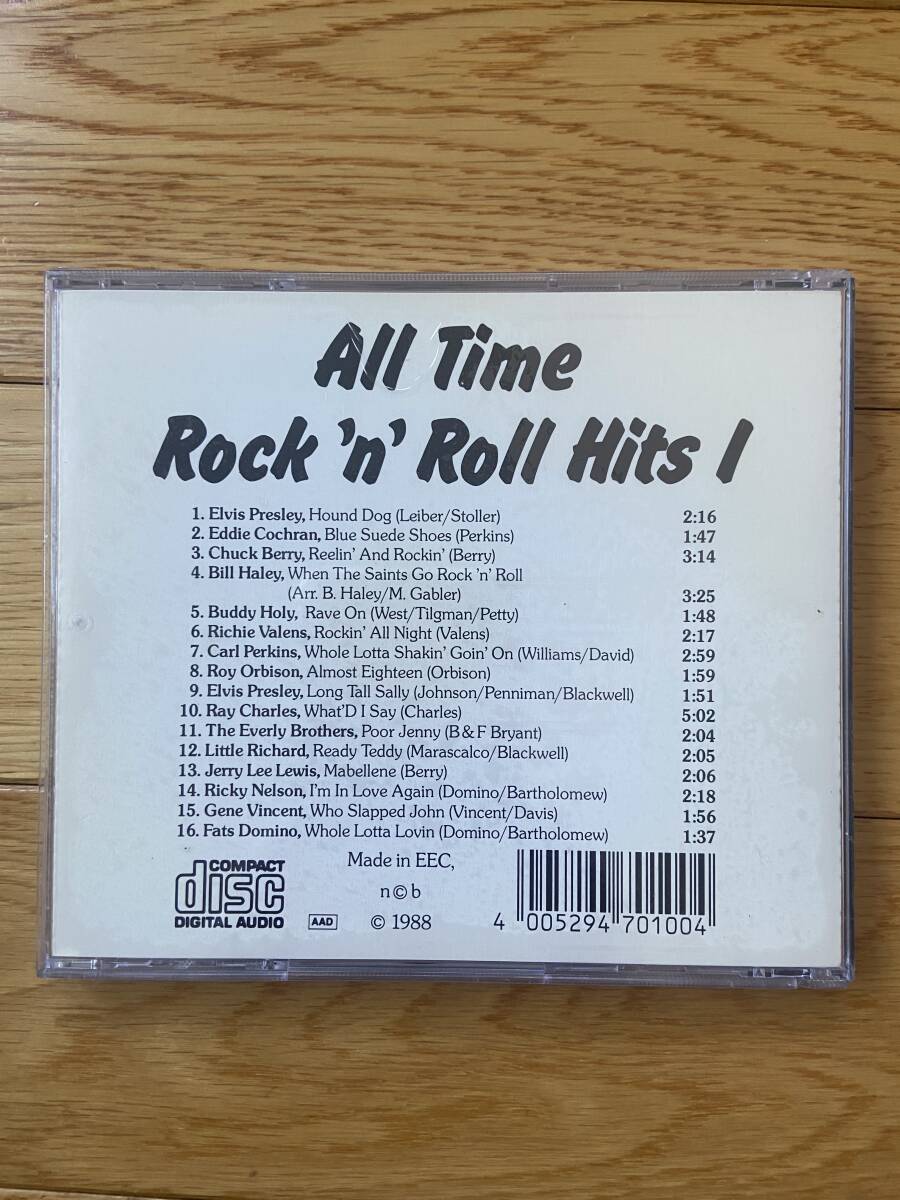 All Time
Rock 'n' Roll Hits I
1. Elvis Presley, Hound Dog (Leiber/Stoller) 2:16
2. Eddie Cochran, Blue Suede Shoes (Perkins) 1:47
3. Chuck Berry, Reelin' And Rockin' (Berry) 3:14
4. Bill Haley, When The Saints Go Rock 'n' Roll
(Arr. B. Haley/M. Gabler) 3:25
5. Buddy Holy, Rave On (West/Tilgman/Petty) 1:48
6. Richie Valens, Rockin' All Night (Valens) 2:17
7. Carl Perkins, Whole Lotta Shakin' Goin' On (Williams/David) 2:59
8. Roy Orbison, Almost Eighteen (Orbison) 1:59
9. Elvis Presley, Long Tall Sally (Johnson/Penniman/Blackwell) 1:51
10. Ray Charles, What'D I Say (Charles) 5:02
11. The Everly Brothers, Poor Jenny (B & F Bryant) 2:04
12. Little Richard, Ready Teddy (Marascalco/Blackwell) 2:05
13. Jerry Lee Lewis, Mabellene (Berry) 2:06
14. Ricky Nelson, I'm In Love Again (Domino/Bartholomew) 2:18
15. Gene Vincent, Who Slapped John (Vincent/Davis) 1:56
16. Fats Domino, Whole Lotta Lovin (Domino/Bartholomew) 1:37
COMPACT
disc
DIGITAL AUDIO
AAD
Made in EEC,
n©b
© 1988
4 005294 701004